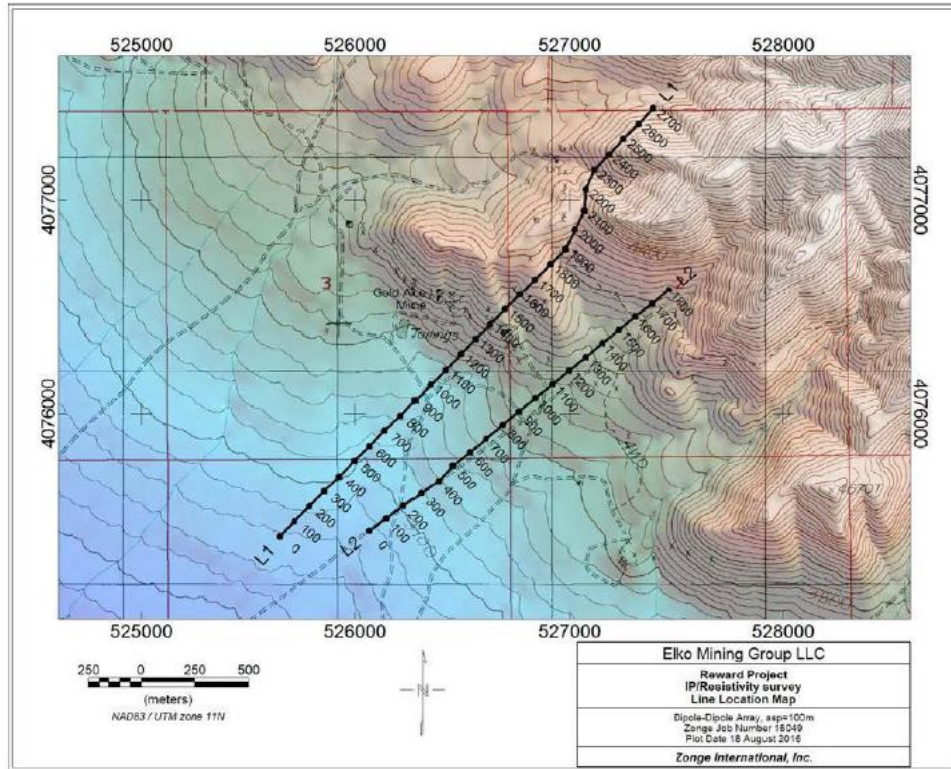 525000 526000 527000 528000
L1
2700
2600
2500
2400
2300
2200
2100
2000
1900
1800
1700
1600
1500
1400
1300
1200
1100
1000
900
800
700
600
500
400
300
200
100
0
L1
L2
1800
1700
1600
1500
1400
1300
1200
1100
1000
900
800
700
600
500
400
300
200
100
0
L2
4077000 4077000
3
Gold Ace
Mine
Tailings
4076000 4076000
525000 526000 527000 528000
250 0 250 500
(meters)
NAD83 / UTM zone 11N
N
Elko Mining Group LLC
Reward Project
IP/Resistivity survey
Line Location Map
Dipole-Dipole Array, asp=100m
Zonge Job Number 16049
Plot Date 18 August 2016
Zonge International, Inc.